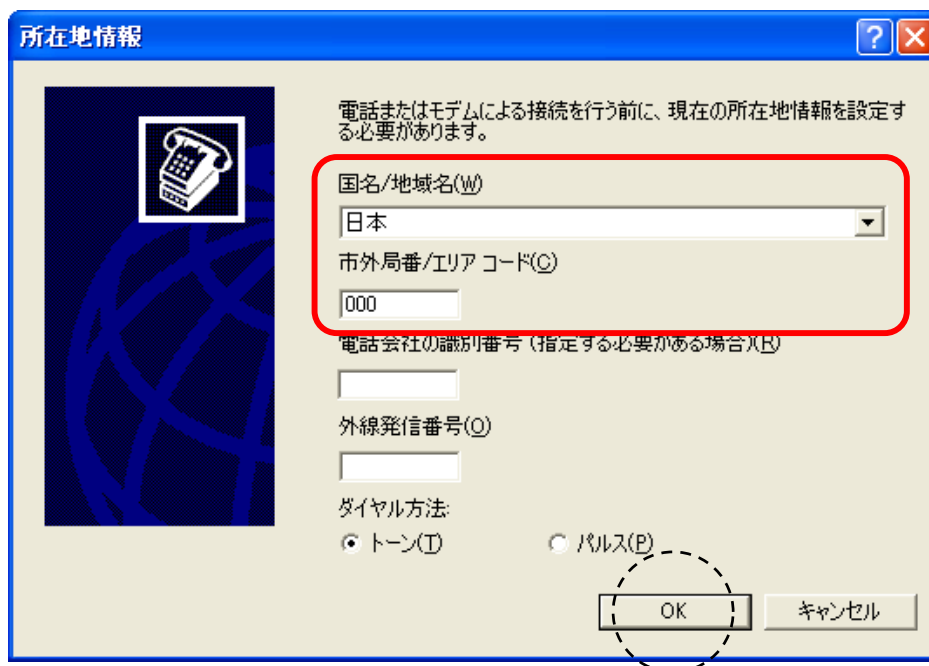 所在地情報
電話またはモデムによる接続を行う前に、現在の所在地情報を設定す
る必要があります。
国名/地域名(W)
日本
市外局番/エリア コード(C)
000
電話会社の識別番号 (指定する必要がある場合)(R)
外線発信番号(O)
ダイヤル方法:
トーン(T) パルス(P)
OK キャンセル